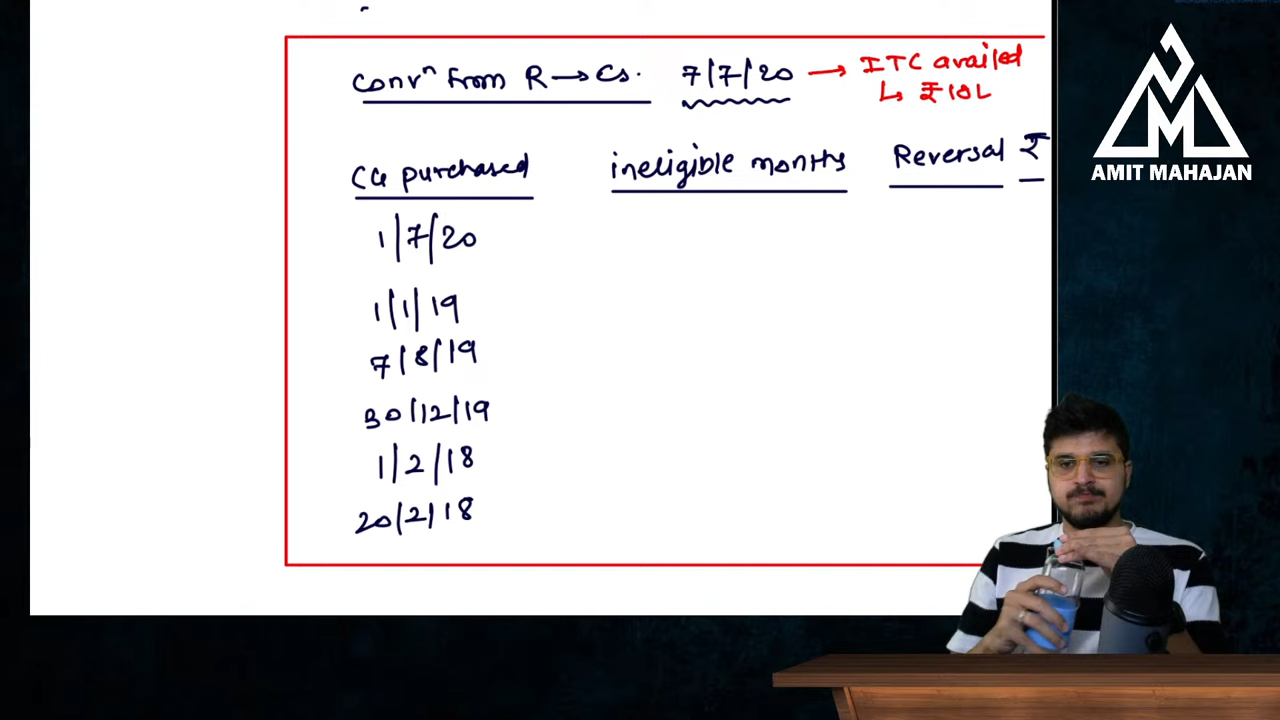 Convⁿ from R → Cs. 7/7/20 → ITC availed
↳ ₹10L
CG purchased ineligible months Reversal ₹
1/7/20
1/1/19
7/8/19
30/12/19
1/2/18
20/2/18
AMIT MAHAJAN